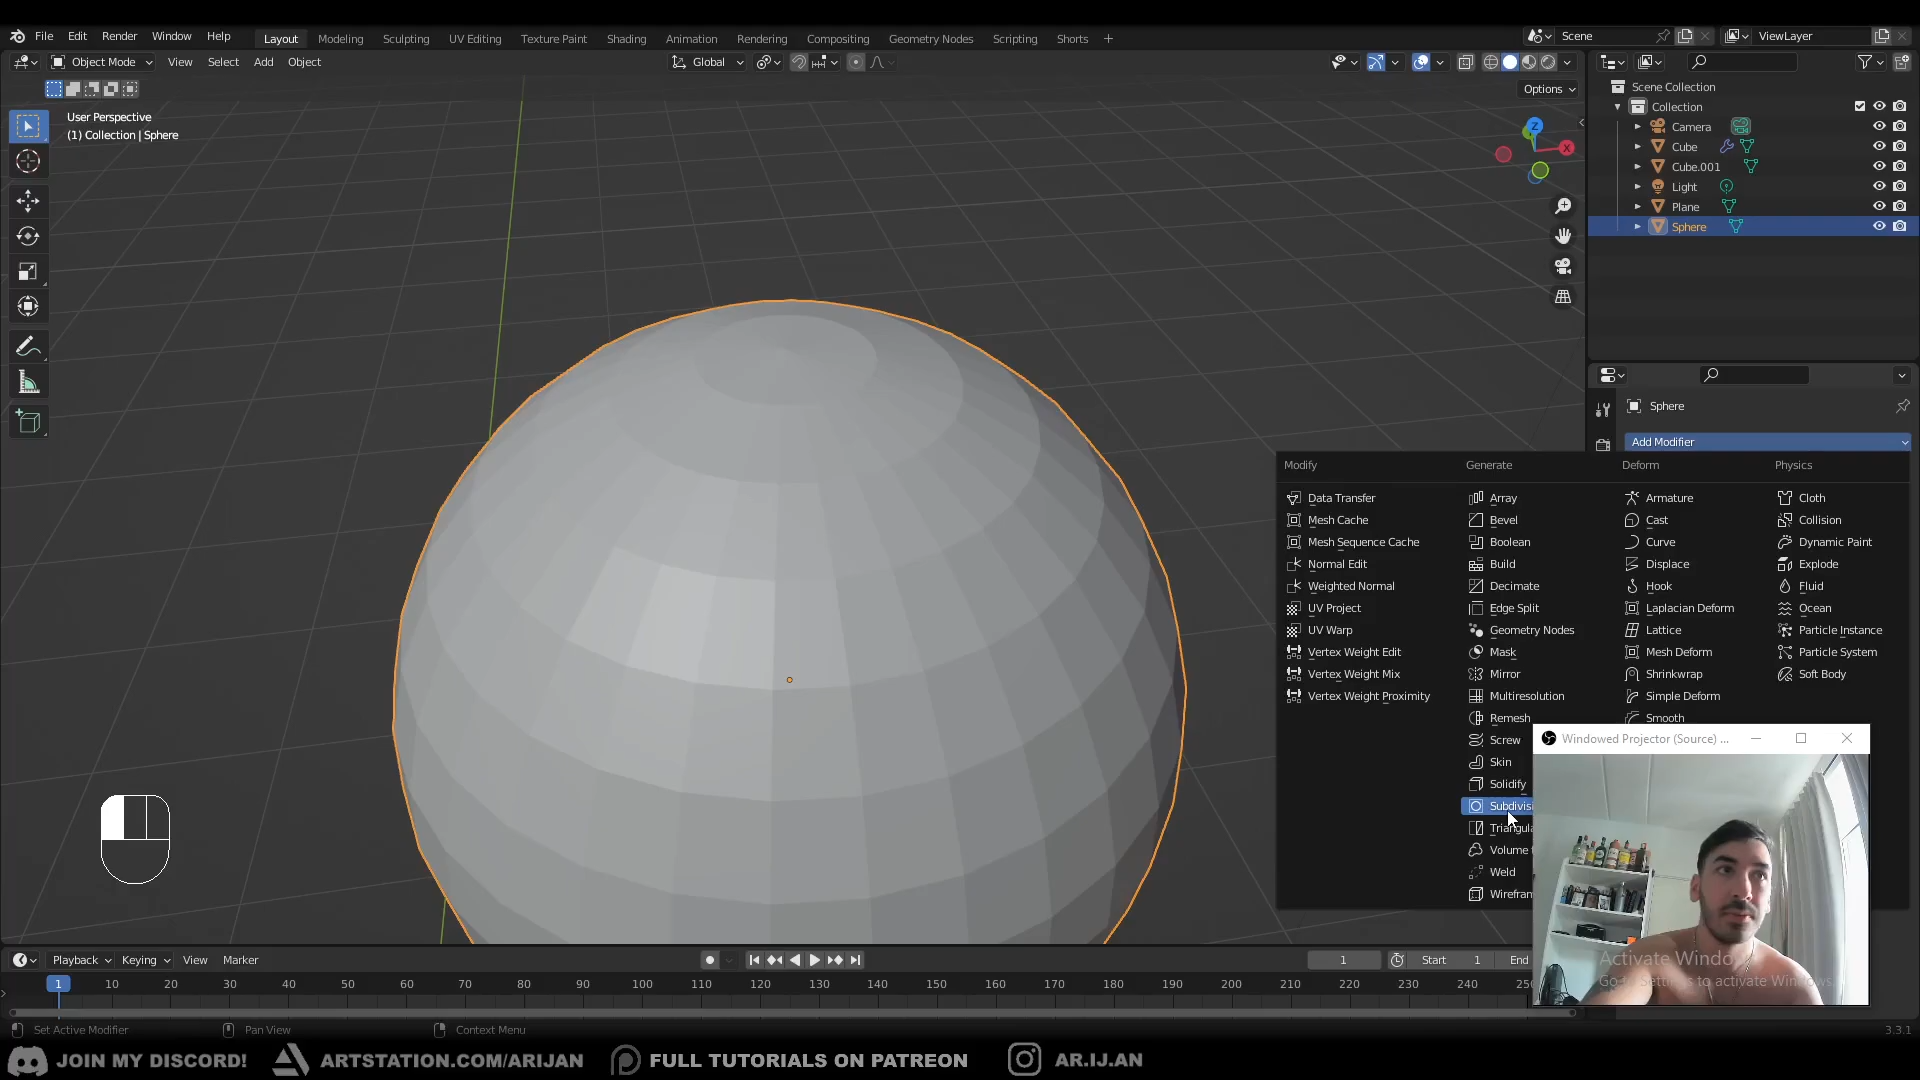 File Edit Render Window Help Layout Modeling Sculpting UV Editing Texture Paint Shading Animation Rendering Compositing Geometry Nodes Scripting Shorts + Scene ViewLayer
Object Mode View Select Add Object Global
Options
User Perspective
(1) Collection | Sphere
Z
X
Scene Collection
Collection
Camera
Cube
Cube.001
Light
Plane
Sphere
Sphere
Add Modifier
Modify Generate Deform Physics
Data Transfer Array Armature Cloth
Mesh Cache Bevel Cast Collision
Mesh Sequence Cache Boolean Curve Dynamic Paint
Normal Edit Build Displace Explode
Weighted Normal Decimate Hook Fluid
UV Project Edge Split Laplacian Deform Ocean
UV Warp Geometry Nodes Lattice Particle Instance
Vertex Weight Edit Mask Mesh Deform Particle System
Vertex Weight Mix Mirror Shrinkwrap Soft Body
Vertex Weight Proximity Multiresolution Simple Deform
Remesh Smooth
Screw
Skin
Solidify
Subdivisi
Triangula
Volume
Weld
Wirefram
Windowed Projector (Source) ...
Activate Windo
Go to Settings to activate Windows.
Playback Keying View Marker 1 Start 1 End
1 10 20 30 40 50 60 70 80 90 100 110 120 130 140 150 160 170 180 190 200 210 220 230 240
Set Active Modifier Pan View Context Menu 3.3.1
JOIN MY DISCORD! ARTSTATION.COM/ARIJAN FULL TUTORIALS ON PATREON AR.IJ.AN